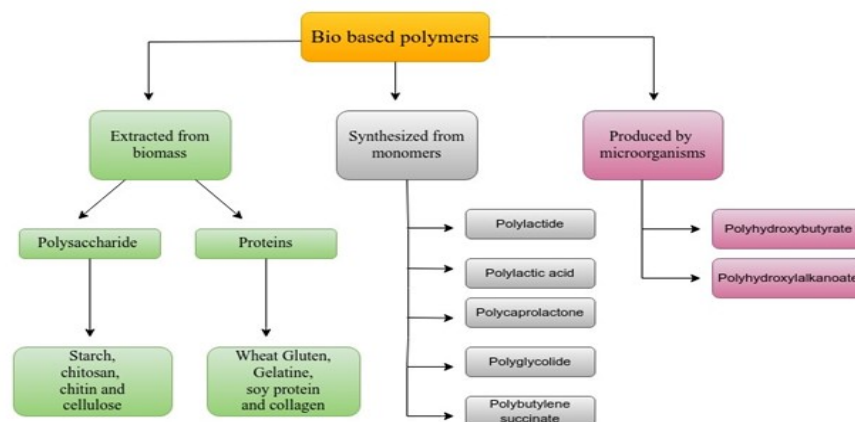 Bio based polymers
Extracted from
biomass
Synthesized from
monomers
Produced by
microorganisms
Polysaccharide
Proteins
Starch,
chitosan,
chitin and
cellulose
Wheat Gluten,
Gelatine,
soy protein
and collagen
Polylactide
Polylactic acid
Polycaprolactone
Polyglycolide
Polybutylene
succinate
Polyhydroxybutyrate
Polyhydroxylalkanoate